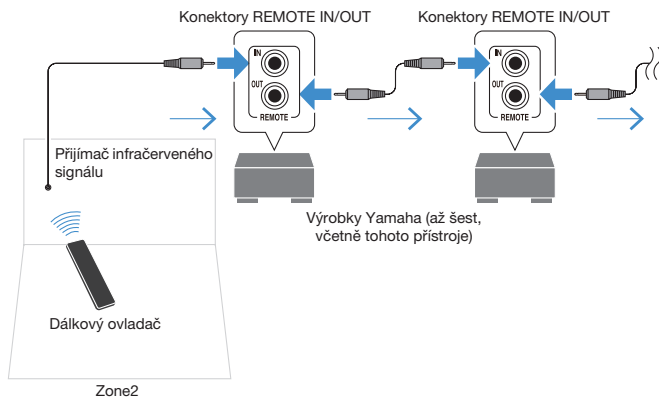 Konektory REMOTE IN/OUT
Konektory REMOTE IN/OUT
IN
OUT
REMOTE
IN
OUT
REMOTE
Přijímač infračerveného
signálu
Výrobky Yamaha (až šest,
včetně tohoto přístroje)
Dálkový ovladač
Zone2